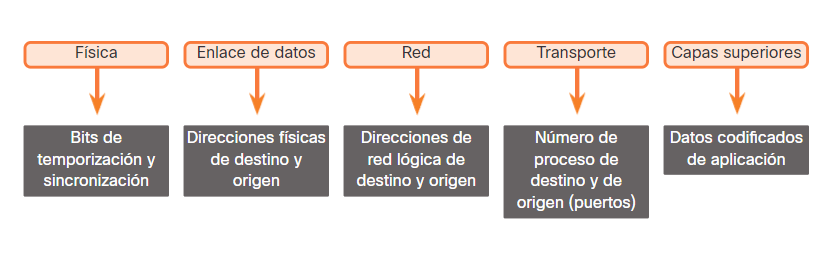 Física
Enlace de datos
Red
Transporte
Capas superiores
Bits de
temporización y
sincronización
Direcciones físicas
de destino y
origen
Direcciones de
red lógica de
destino y origen
Número de
proceso de
destino y de
origen (puertos)
Datos codificados
de aplicación